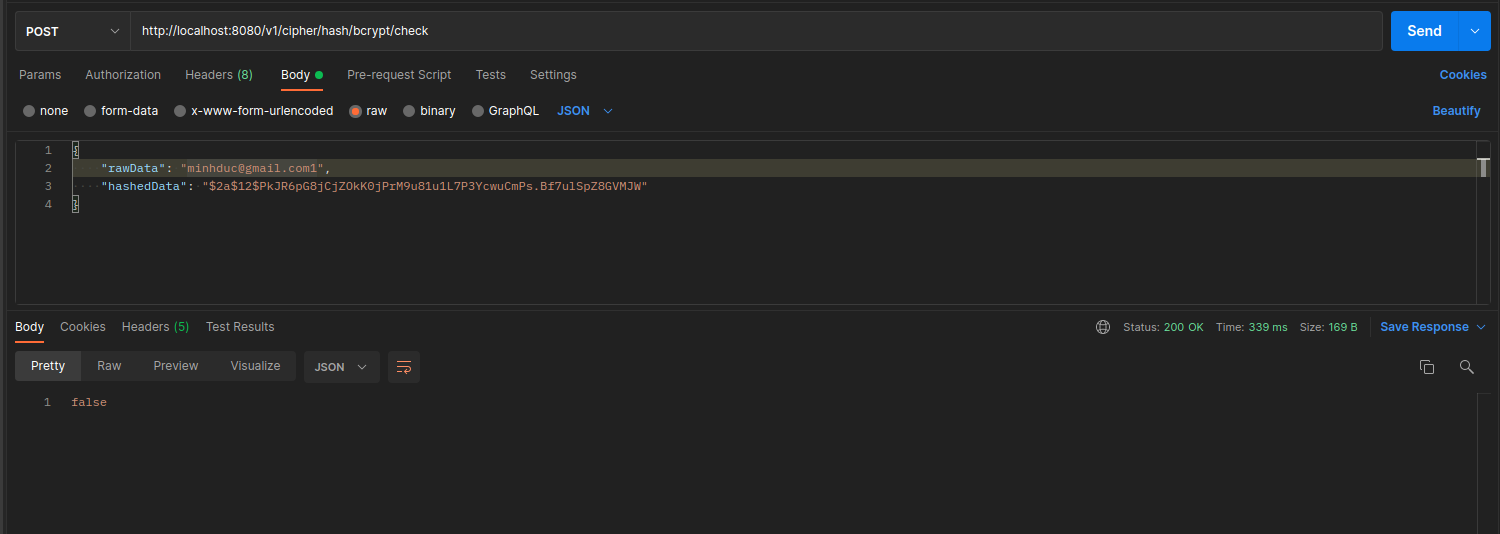 POST http://localhost:8080/v1/cipher/hash/bcrypt/check Send
Params Authorization Headers (8) Body Pre-request Script Tests Settings Cookies
none form-data x-www-form-urlencoded raw binary GraphQL JSON Beautify
1 {
2 "rawData": "minhduc@gmail.com1",
3 "hashedData": "$2a$12$PkJR6pG8jCjZOkK0jPrM9u81u1L7P3YcwuCmPs.Bf7ulSpZ8GVMJW"
4 }
Body Cookies Headers (5) Test Results Status: 200 OK Time: 339 ms Size: 169 B Save Response
Pretty Raw Preview Visualize JSON
1 false